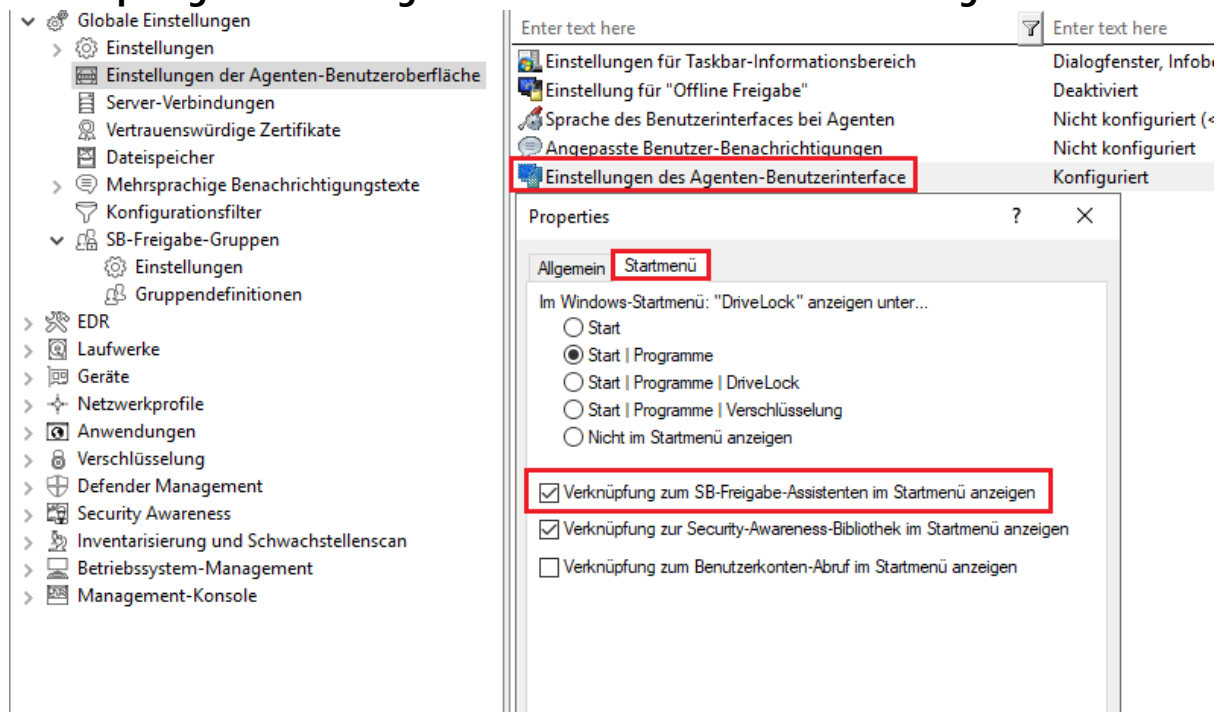 Globale Einstellungen
Einstellungen
Einstellungen der Agenten-Benutzeroberfläche
Server-Verbindungen
Vertrauenswürdige Zertifikate
Dateispeicher
Mehrsprachige Benachrichtigungstexte
Konfigurationsfilter
SB-Freigabe-Gruppen
Einstellungen
Gruppendefinitionen
EDR
Laufwerke
Geräte
Netzwerkprofile
Anwendungen
Verschlüsselung
Defender Management
Security Awareness
Inventarisierung und Schwachstellenscan
Betriebssystem-Management
Management-Konsole
Enter text here Enter text here
Einstellungen für Taskbar-Informationsbereich Dialogfenster,
Einstellung für "Offline Freigabe" Deaktiviert
Sprache des Benutzerinterfaces bei Agenten Nicht konfiguriert (<
Angepasste Benutzer-Benachrichtigungen Nicht konfiguriert
Einstellungen des Agenten-Benutzerinterface Konfiguriert
Properties ? X
Allgemein Startmenü
Im Windows-Startmenü: "DriveLock" anzeigen unter...
Start
Start | Programme
Start | Programme | DriveLock
Start | Programme | Verschlüsselung
Nicht im Startmenü anzeigen
Verknüpfung zum SB-Freigabe-Assistenten im Startmenü anzeigen
Verknüpfung zur Security-Awareness-Bibliothek im Startmenü anzeigen
Verknüpfung zum Benutzerkonten-Abruf im Startmenü anzeigen